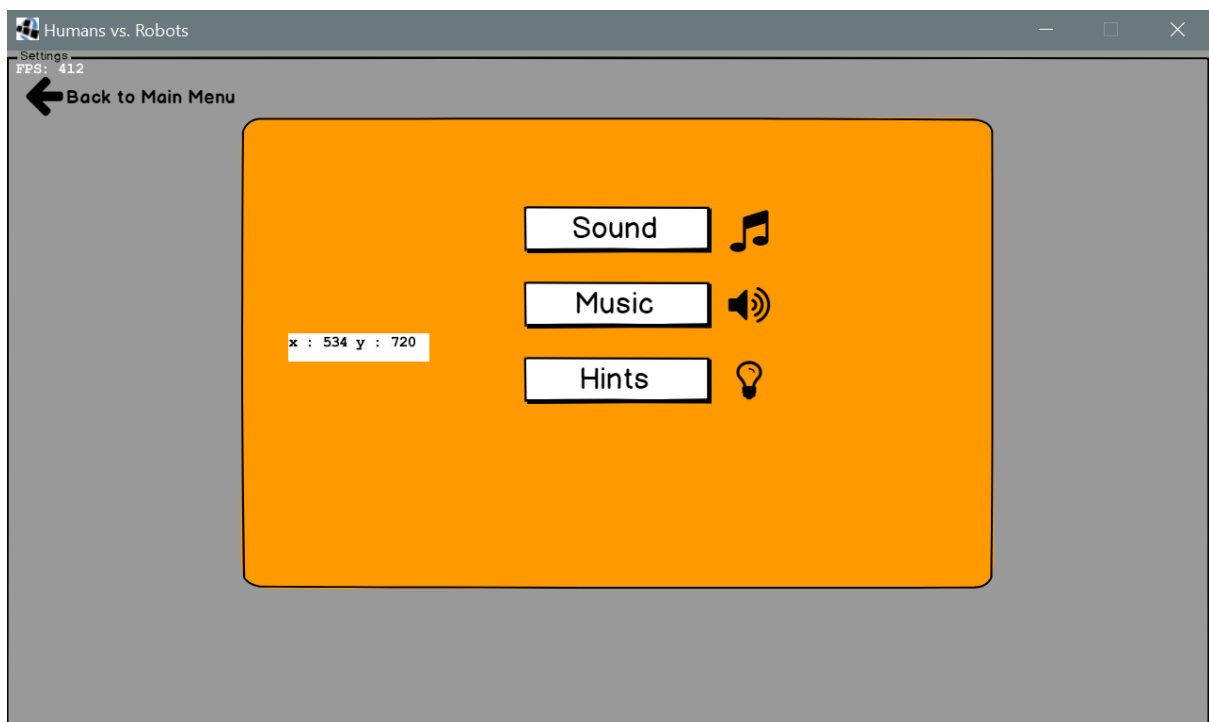 Humans vs. Robots
Settings
FPS: 412
Back to Main Menu
Sound
Music
x : 534 y : 720
Hints